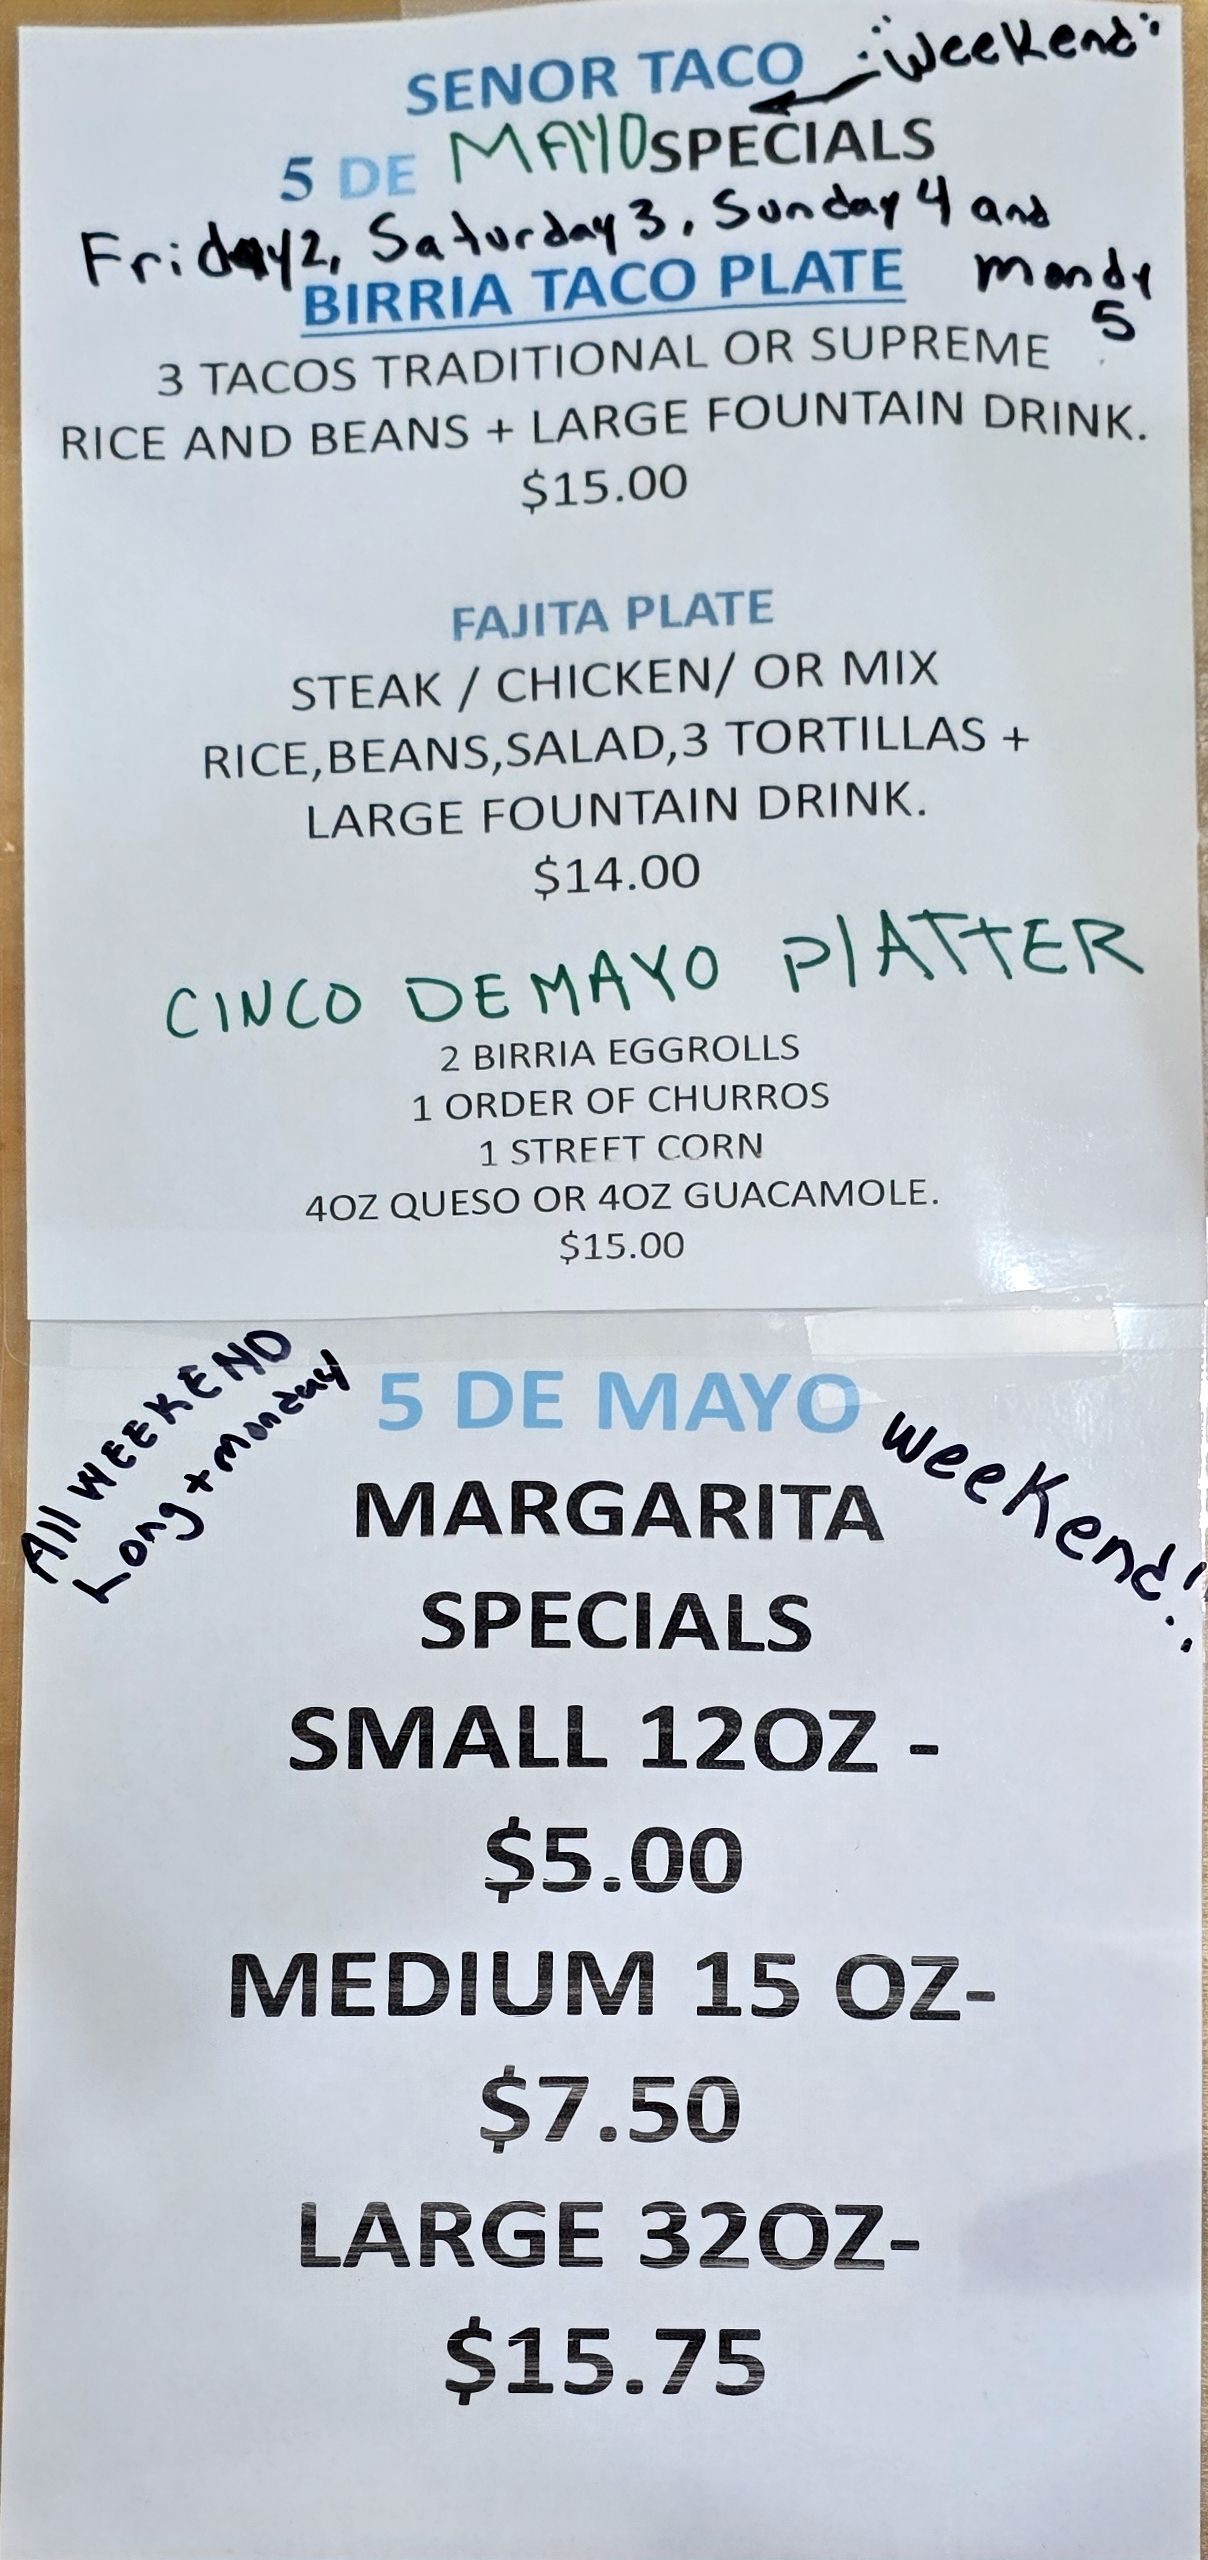 SENOR TACO "Weekend"
5 DE MAYO SPECIALS
Friday 2, Saturday 3, Sunday 4 and
Mondy
5
BIRRIA TACO PLATE
3 TACOS TRADITIONAL OR SUPREME
RICE AND BEANS + LARGE FOUNTAIN DRINK.
$15.00
FAJITA PLATE
STEAK / CHICKEN/ OR MIX
RICE,BEANS,SALAD,3 TORTILLAS +
LARGE FOUNTAIN DRINK.
$14.00
CINCO DE MAYO PlATTER
2 BIRRIA EGGROLLS
1 ORDER OF CHURROS
1 STREET CORN
4OZ QUESO OR 4OZ GUACAMOLE.
$15.00
All WEEKEND
Long + Monday
5 DE MAYO Weekend!!
MARGARITA
SPECIALS
SMALL 12OZ -
$5.00
MEDIUM 15 OZ-
$7.50
LARGE 32OZ-
$15.75